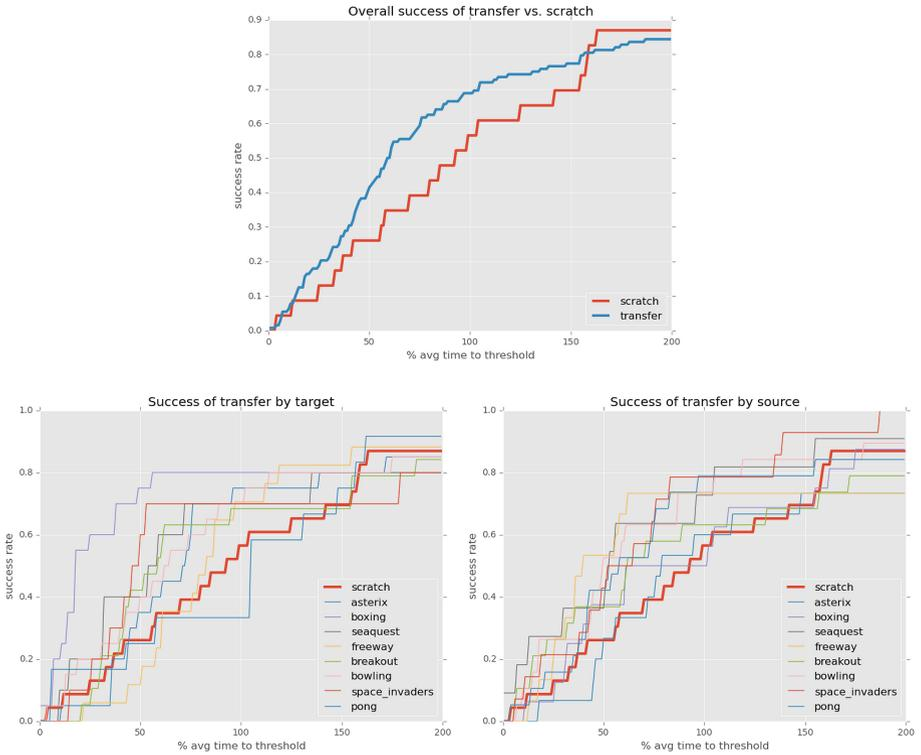 Overall success of transfer vs. scratch
0.9
0.8
0.7
0.6
0.5
0.4
0.3
0.2
0.1
0.0
success rate
0 50 100 150 200
% avg time to threshold
scratch
transfer
Success of transfer by target
1.0
0.8
0.6
0.4
0.2
0.0
success rate
0 50 100 150 200
% avg time to threshold
scratch
asterix
boxing
seaquest
freeway
breakout
bowling
space_invaders
pong
Success of transfer by source
1.0
0.8
0.6
0.4
0.2
0.0
success rate
0 50 100 150 200
% avg time to threshold
scratch
asterix
boxing
seaquest
freeway
breakout
bowling
space_invaders
pong